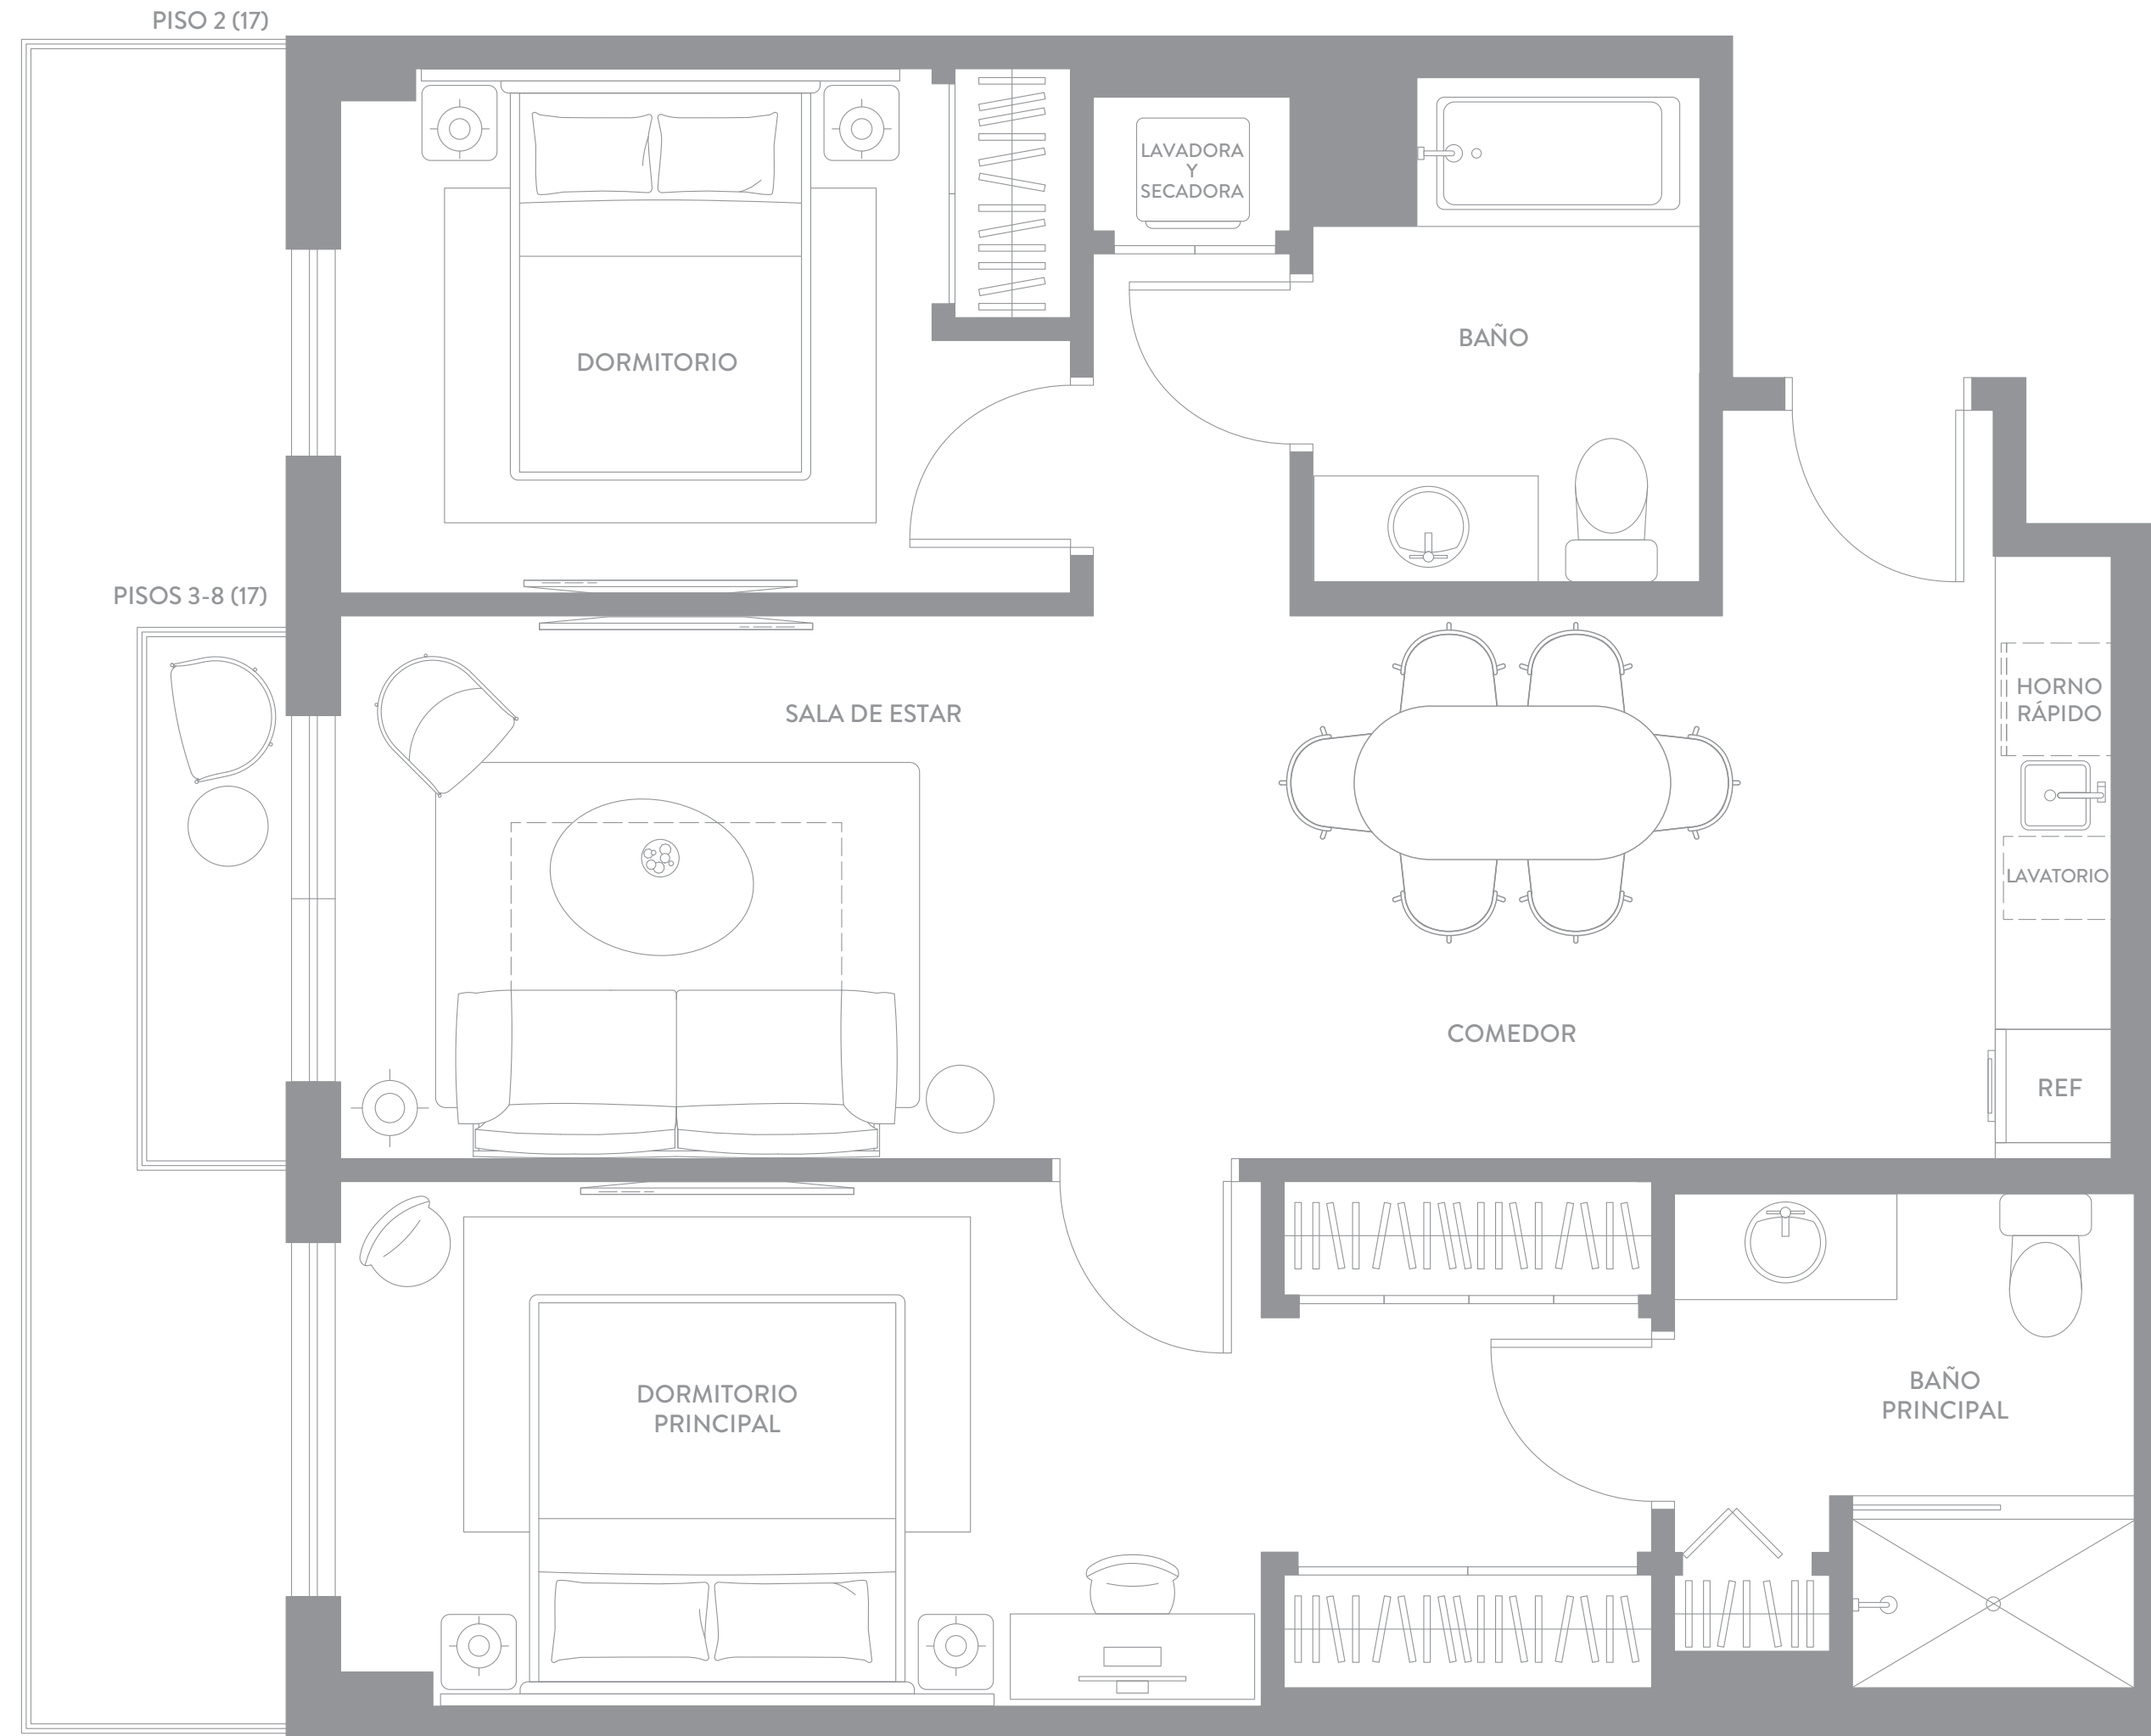 PISO 2 (17)
LAVADORA
Y
SECADORA
BAÑO
DORMITORIO
PISOS 3-8 (17)
SALA DE ESTAR
HORNO
RÁPIDO
LAVATORIO
COMEDOR
REF
DORMITORIO
PRINCIPAL
BAÑO
PRINCIPAL